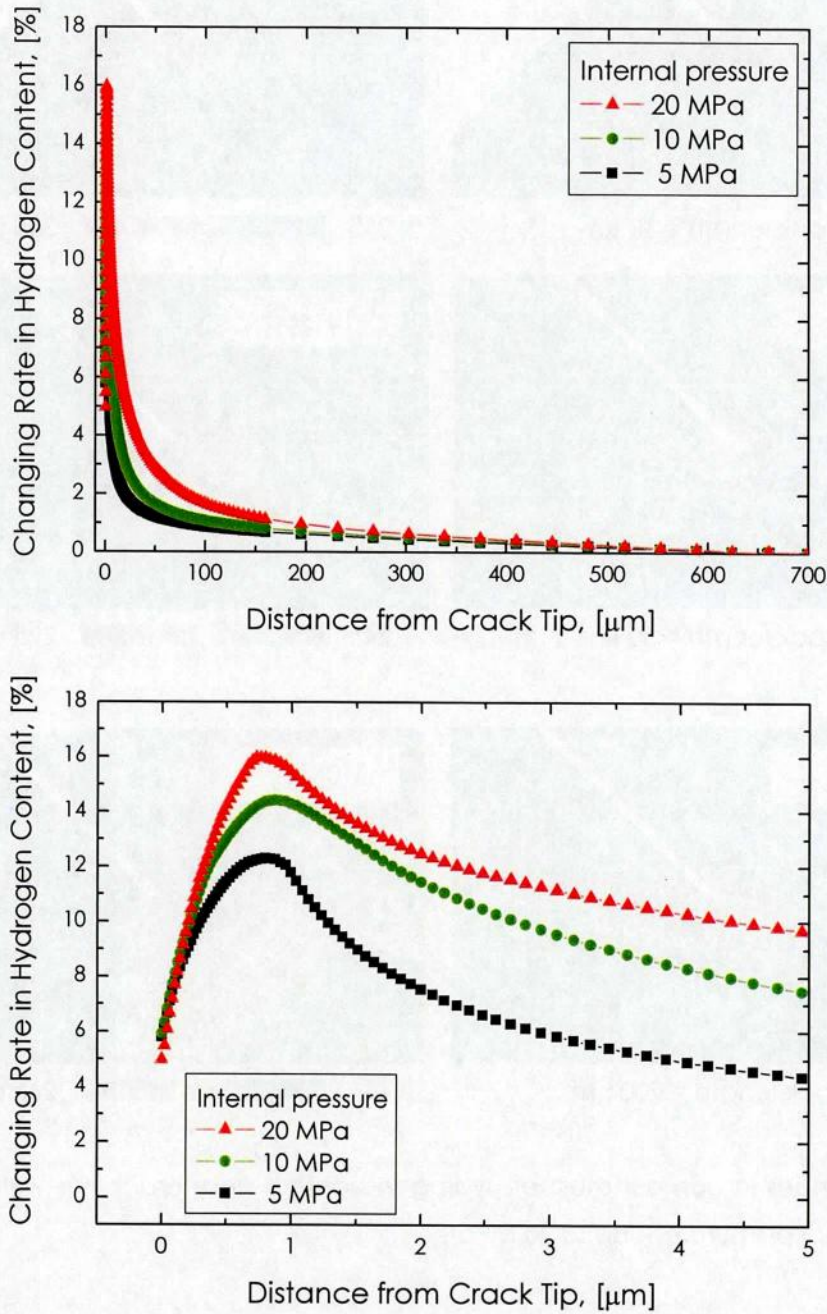 Changing Rate in Hydrogen Content, [%]
18
16
14
12
10
8
6
4
2
0
Internal pressure
20 MPa
10 MPa
5 MPa
0 100 200 300 400 500 600 700
Distance from Crack Tip, [μm]
Changing Rate in Hydrogen Content, [%]
18
16
14
12
10
8
6
4
2
0
Internal pressure
20 MPa
10 MPa
5 MPa
0 1 2 3 4 5
Distance from Crack Tip, [μm]